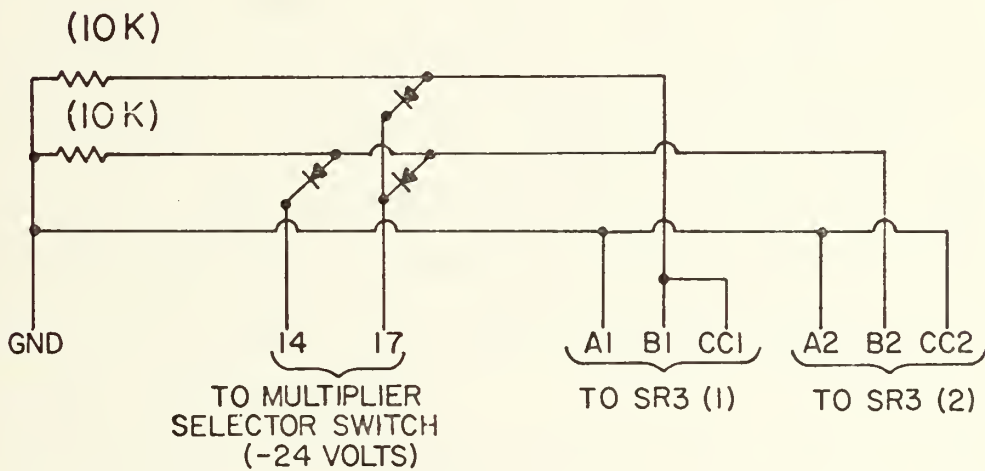 (10K)
(10K)
GND
14 17
A1 B1 CC1
A2 B2 CC2
TO MULTIPLIER
SELECTOR SWITCH
(-24 VOLTS)
TO SR3 (1)
TO SR3 (2)